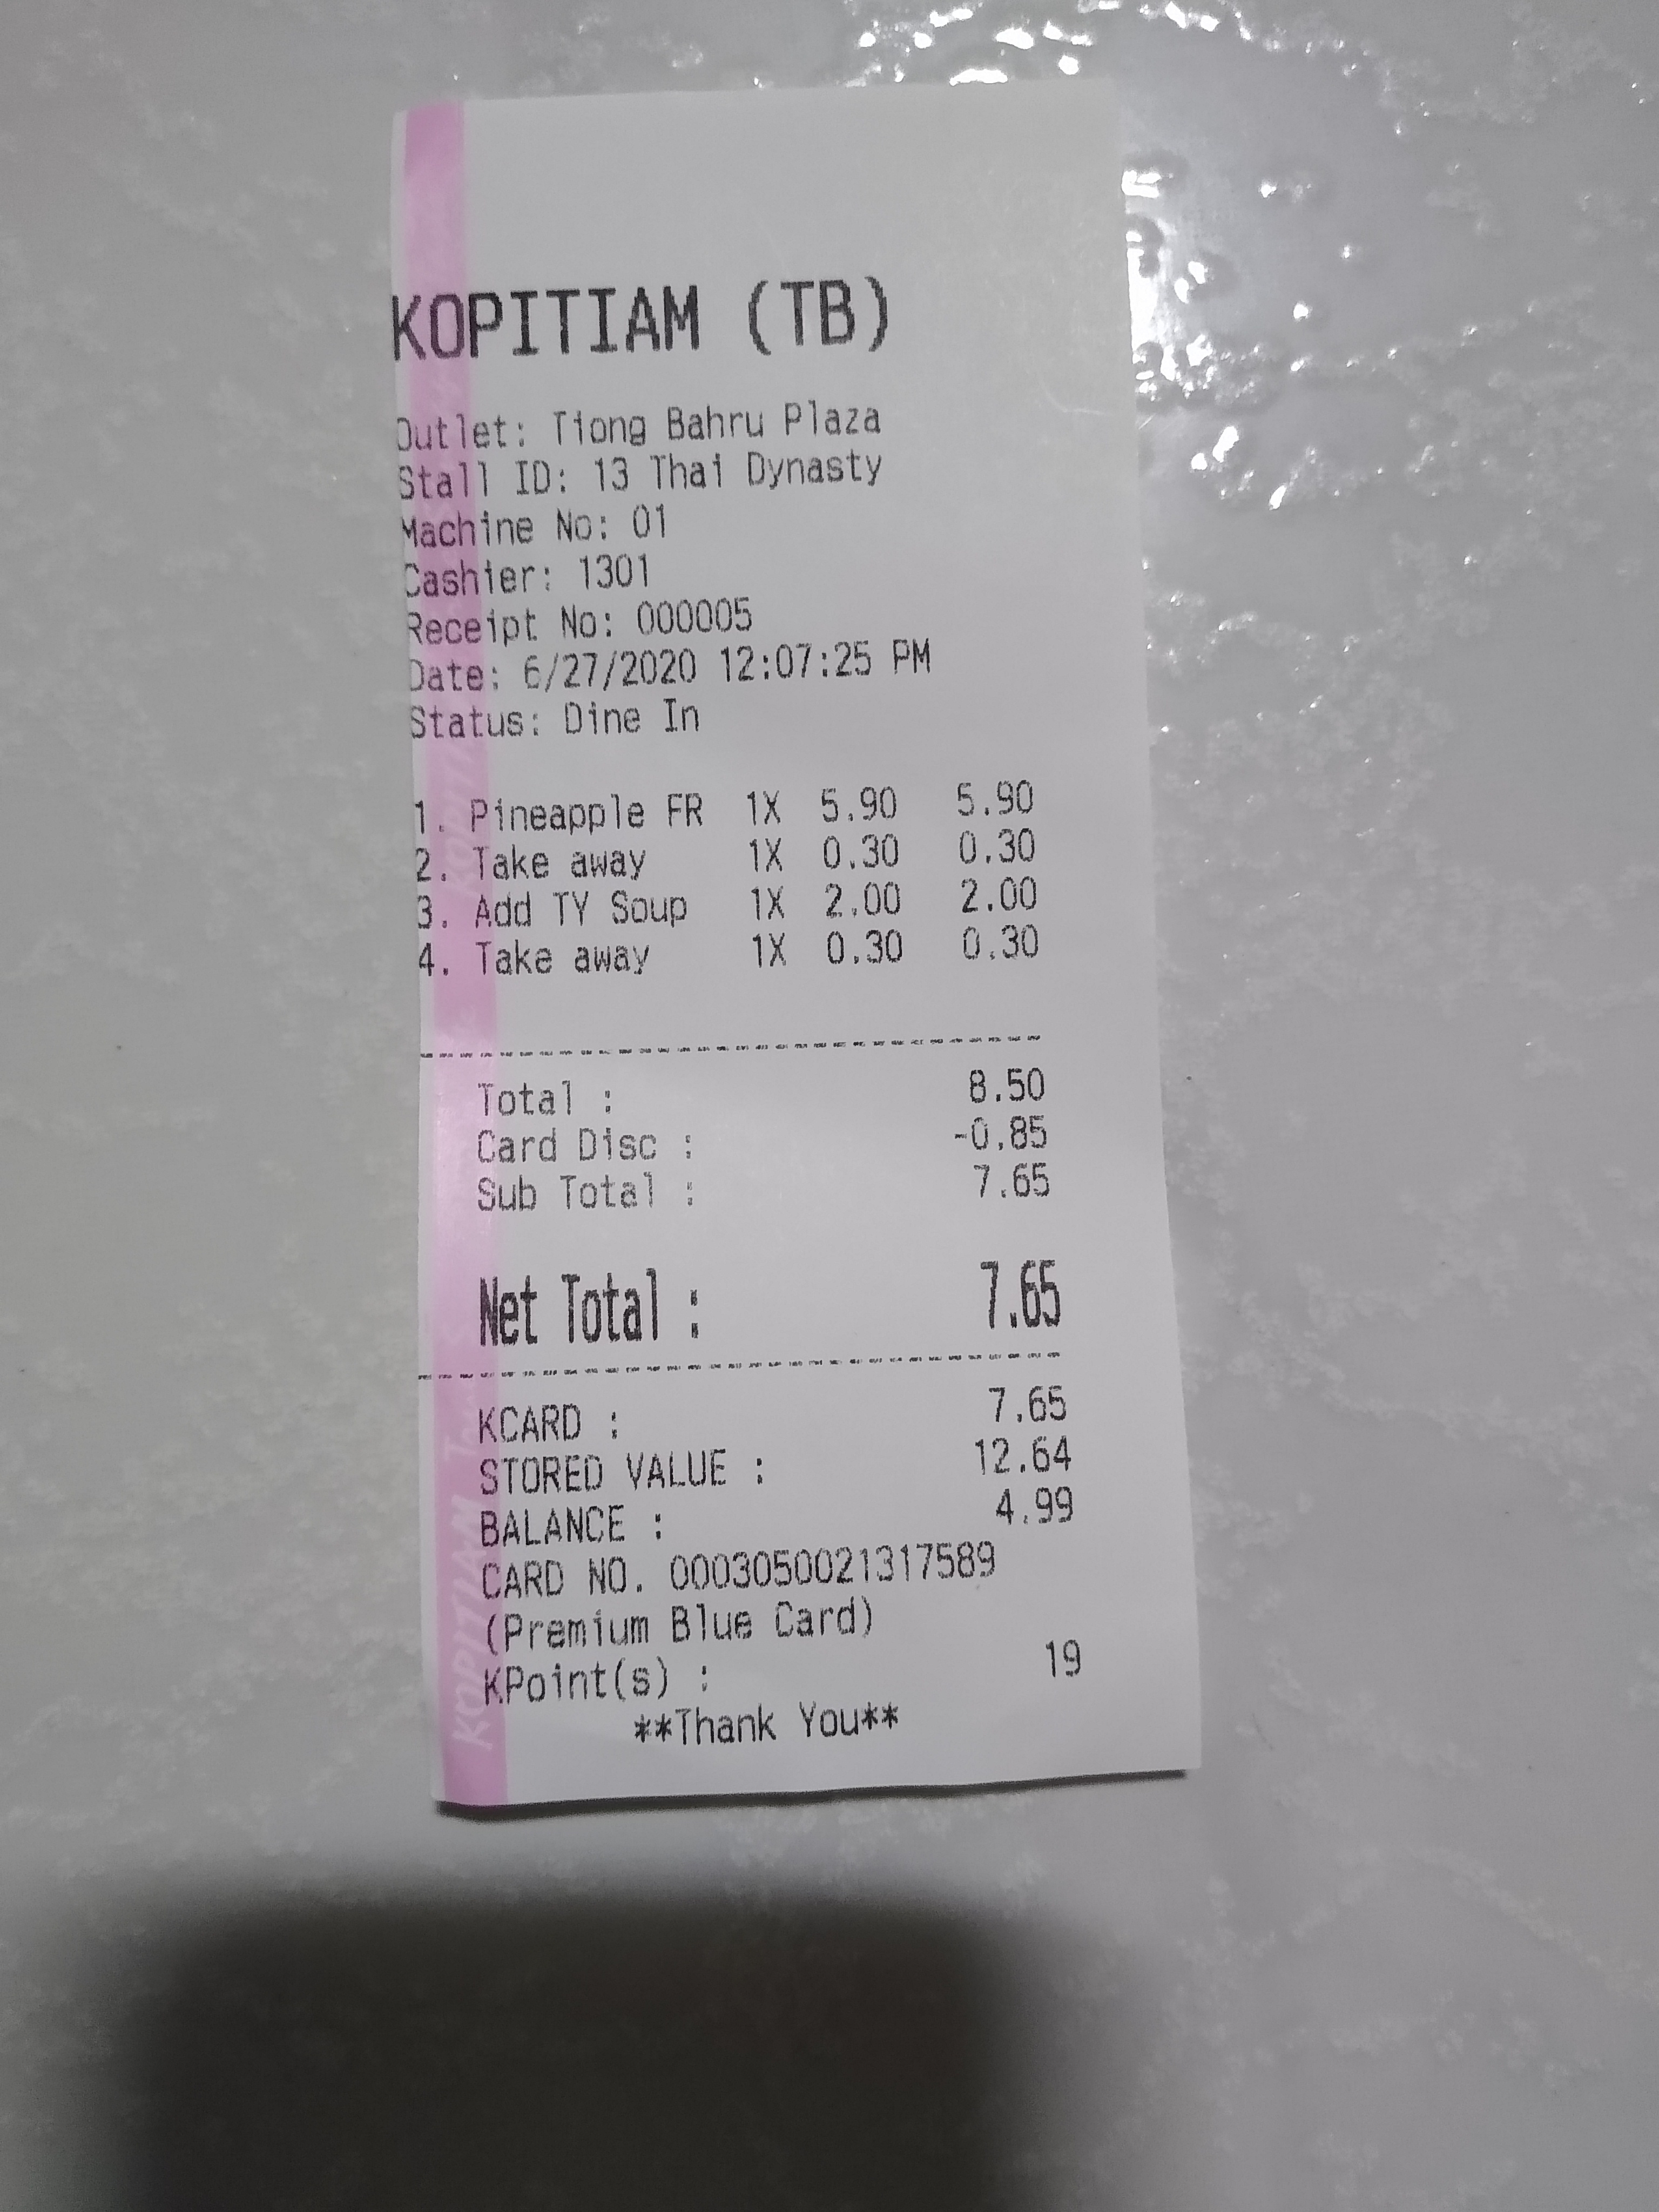 KOPITIAM (TB)
Outlet: Tiong Bahru Plaza
Stall ID: 13 Thai Dynasty
Machine No: 01
Cashier: 1301
Receipt No: 000005
Date: 6/27/2020 12:07:25 PM
Status: Dine In
1. Pineapple FR 1X 5.90 5.90
2. Take away 1X 0.30 0.30
3. Add TY Soup 1X 2.00 2.00
4. Take away 1X 0.30 0.30
Total : 8.50
Card Disc : -0.85
Sub Total : 7.65
Net Total : 7.65
KCARD : 7.65
STORED VALUE : 12.64
BALANCE : 4.99
CARD NO. 0003050021317589
(Premium Blue Card)
KPoint(s) : 19
**Thank You**
KOPITIAM